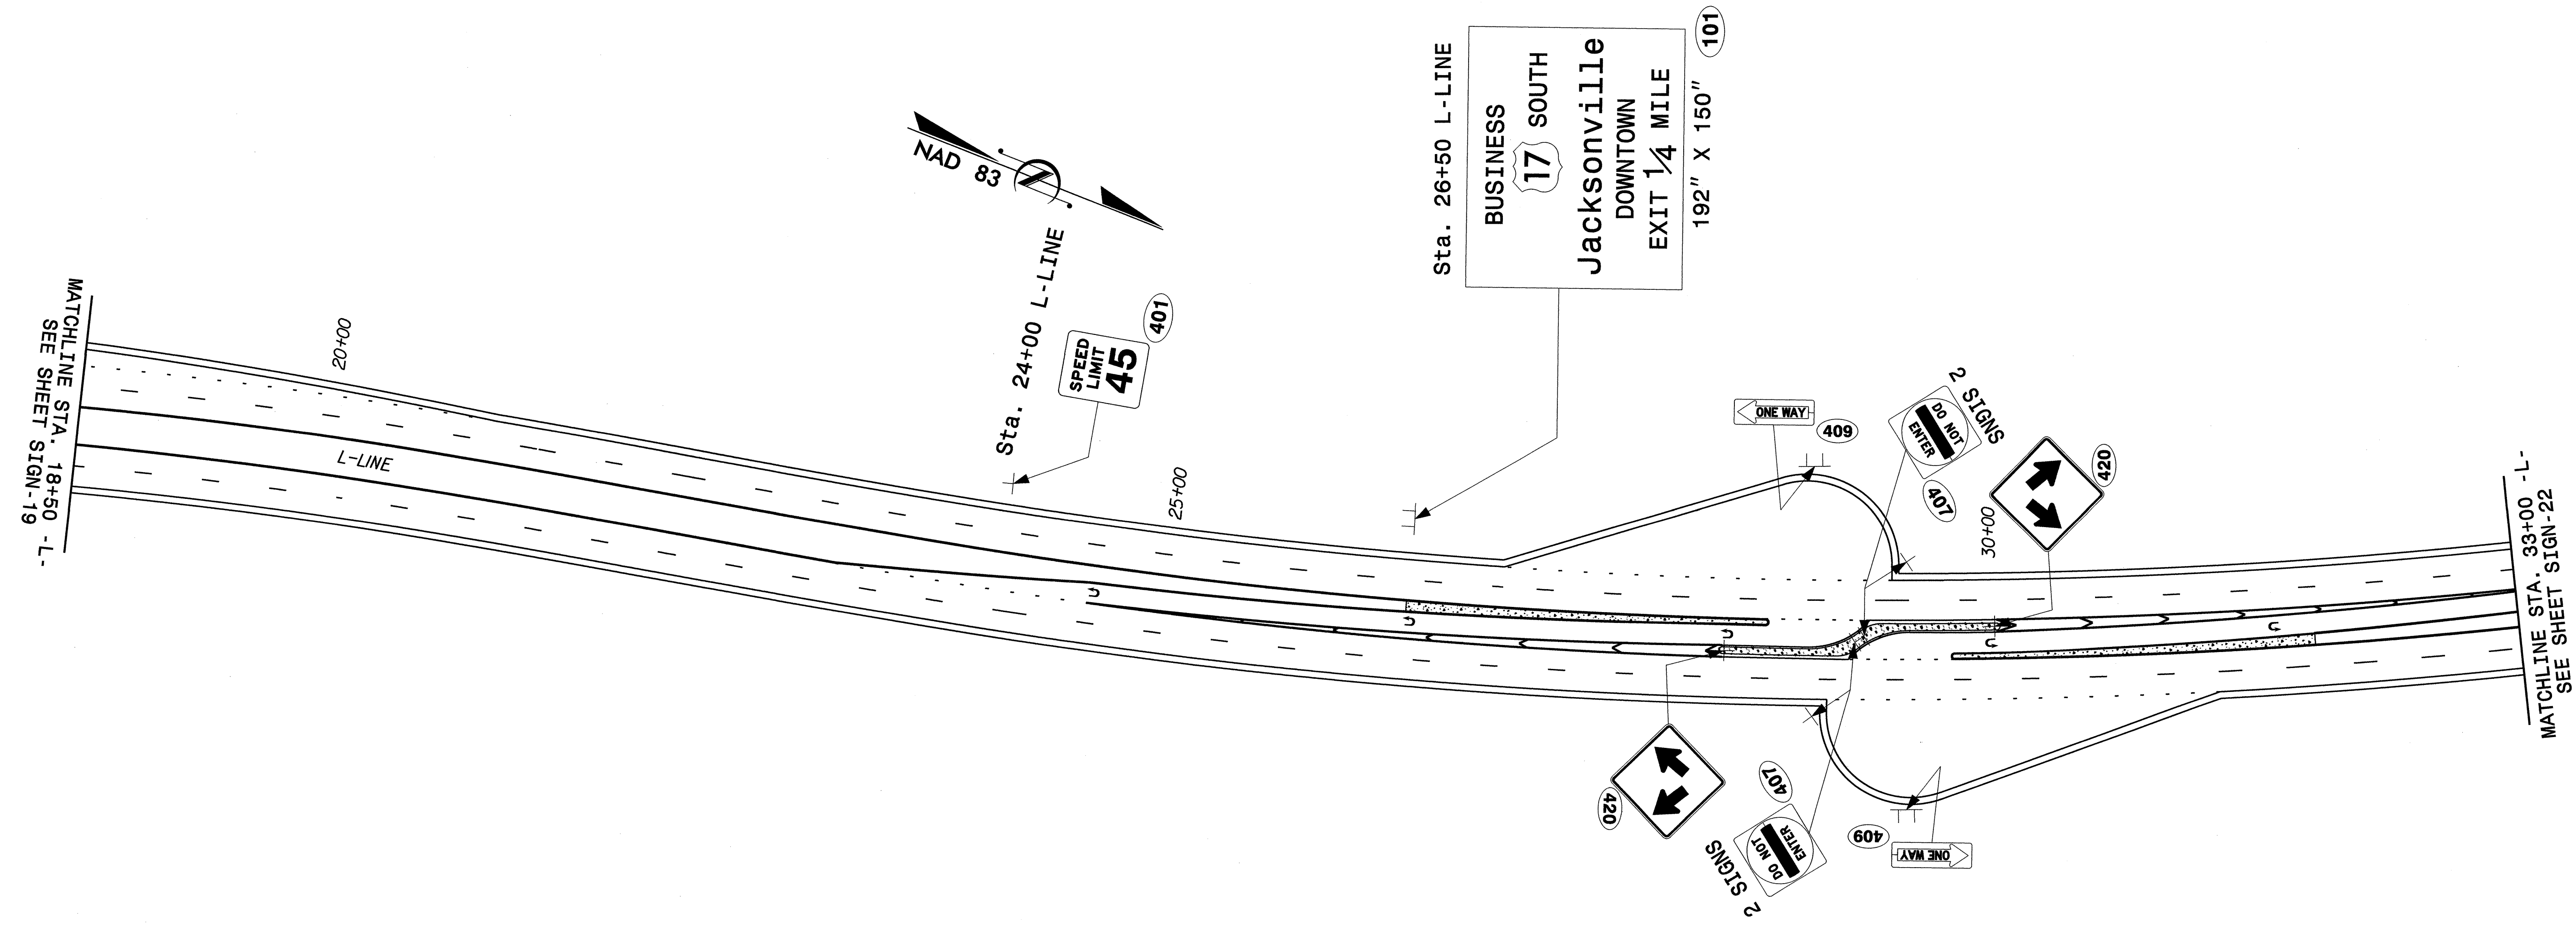 MATCHLINE STA. 18+50 -L-
SEE SHEET SIGN-19
20+00
L-LINE
NAD 83
Sta. 24+00 L-LINE
SPEED
LIMIT
45
401
25+00
Sta. 26+50 L-LINE
BUSINESS
17 SOUTH
Jacksonville
DOWNTOWN
EXIT 1/4 MILE
192" X 150"
101
ONE WAY
409
2 SIGNS
DO NOT
ENTER
407
30+00
420
420
407
DO NOT
ENTER
2 SIGNS
409
ONE WAY
MATCHLINE STA. 33+00 -L-
SEE SHEET SIGN-22